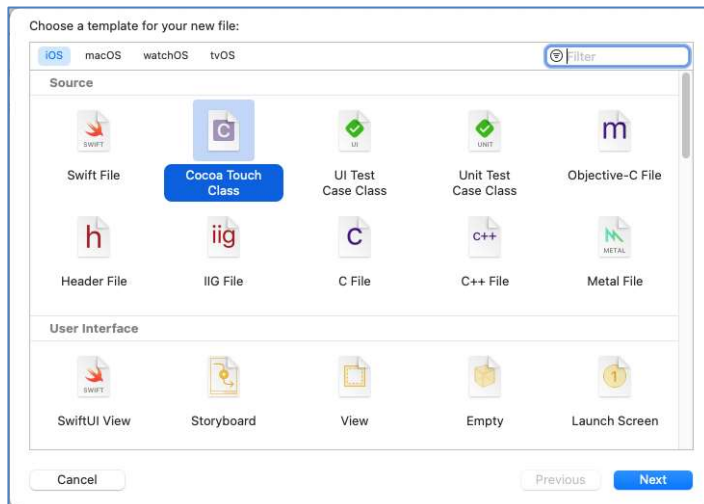 Choose a template for your new file:
iOS macOS watchOS tvOS Filter
Source
SWIFT C UI UNIT m
Swift File Cocoa Touch Class UI Test Case Class Unit Test Case Class Objective-C File
h iig C C++ METAL
Header File IIG File C File C++ File Metal File
User Interface
SWIFT 1
SwiftUI View Storyboard View Empty Launch Screen
Cancel Previous Next